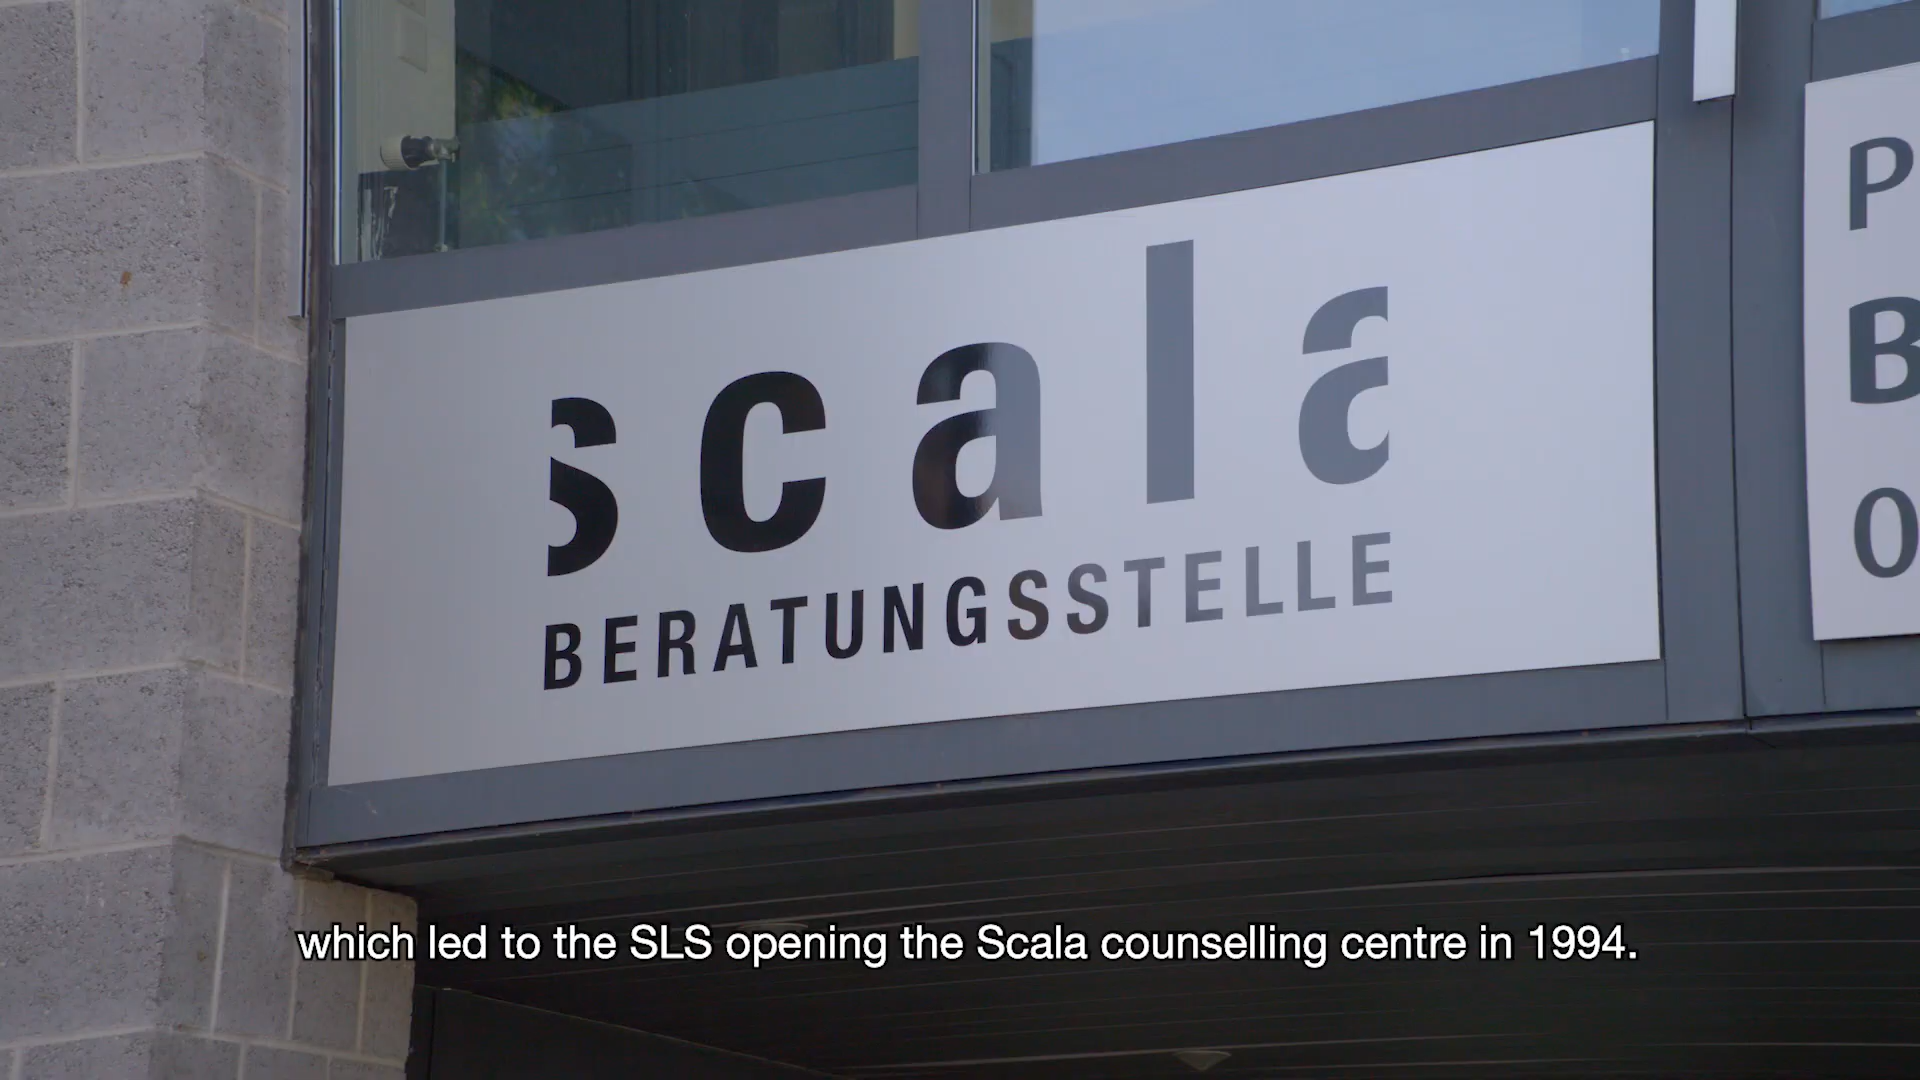 scala
BERATUNGSSTELLE
P
B
which led to the SLS opening the Scala counselling centre in 1994.